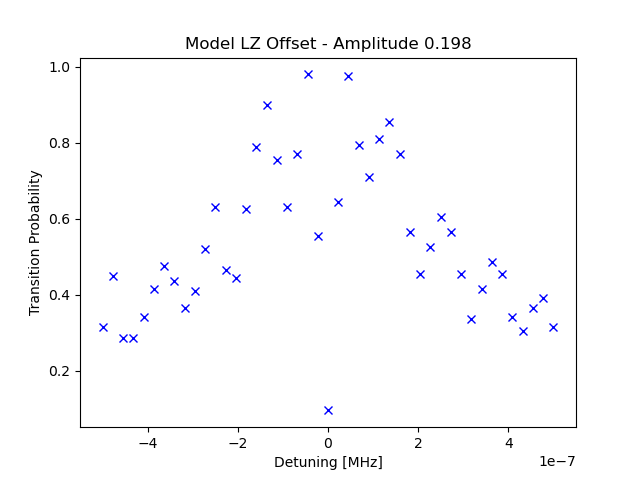 Model LZ Offset - Amplitude 0.198
1.0
0.8
0.6
0.4
0.2
Transition Probability
−4
−2
0
2
4
1e−7
Detuning [MHz]